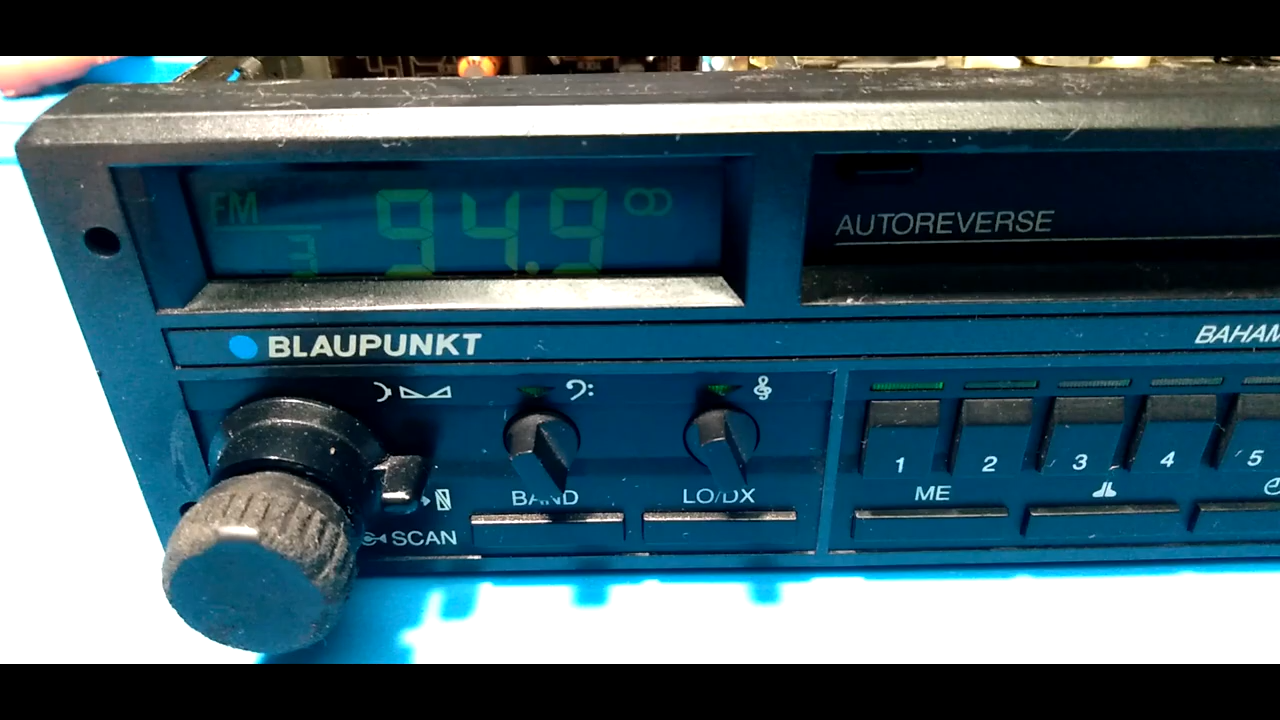 FM 94.9
3
AUTOREVERSE
BLAUPUNKT
BAHAM
1 2 3 4 5
BAND LO/DX ME
SCAN